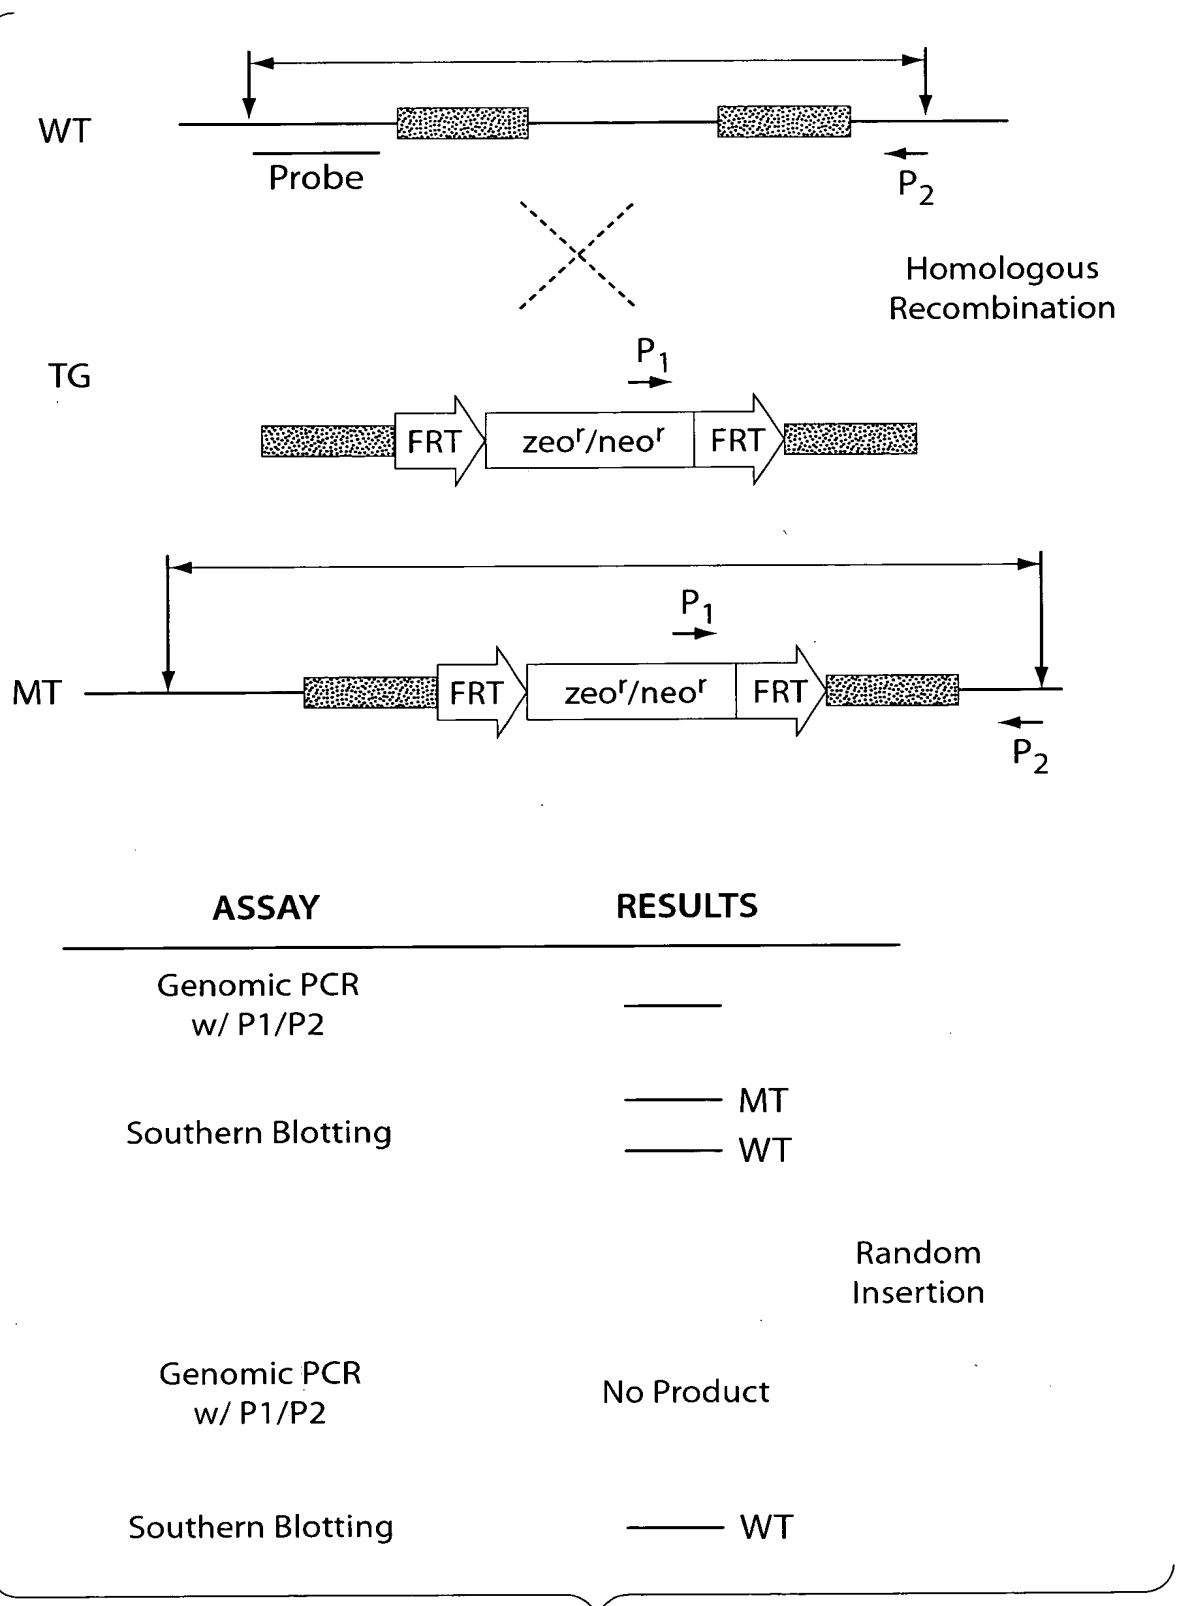 WT
Probe
P2
Homologous
Recombination
TG
P1
FRT zeoʳ/neoʳ FRT
P1
MT
FRT zeoʳ/neoʳ FRT
P2
ASSAY RESULTS
Genomic PCR
w/ P1/P2
MT
Southern Blotting
WT
Random
Insertion
Genomic PCR
w/ P1/P2
No Product
Southern Blotting WT